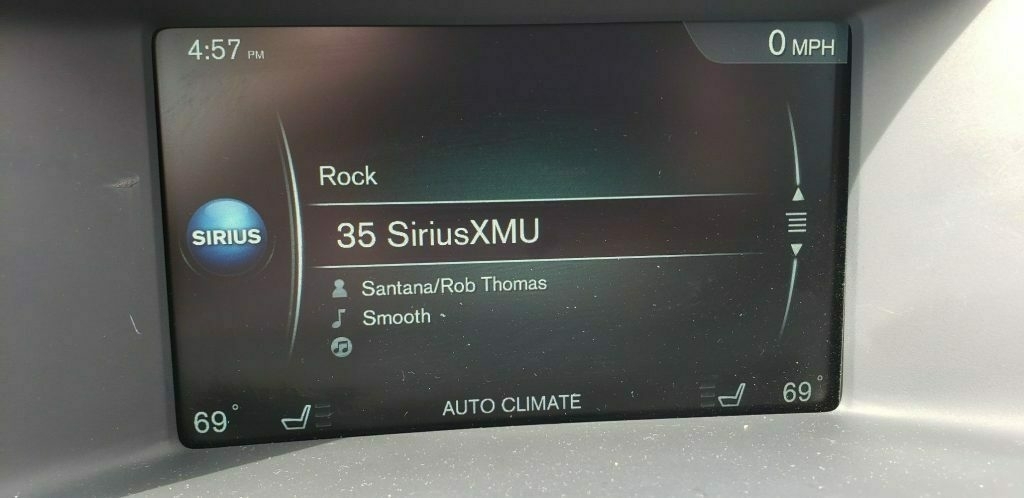 4:57 PM
0 MPH
Rock
SIRIUS
35 SiriusXMU
Santana/Rob Thomas
Smooth
69°
AUTO CLIMATE
69°